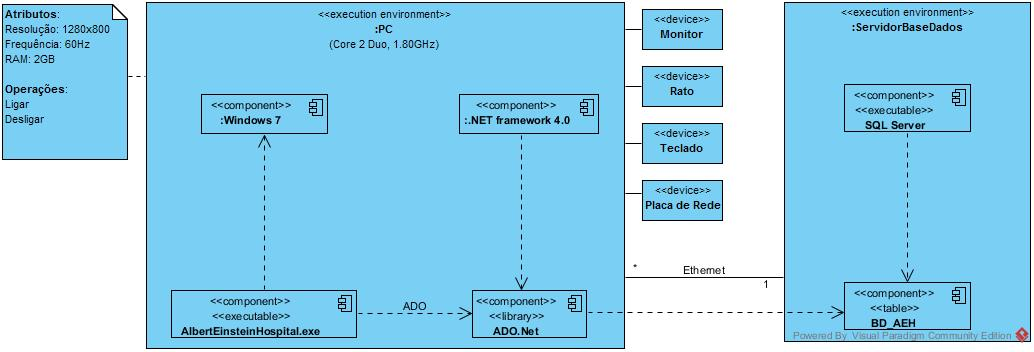 Atributos:
Resolução: 1280x800
Frequência: 60Hz
RAM: 2GB
Operações:
Ligar
Desligar
<<execution environment>>
:PC
(Core 2 Duo, 1.80GHz)
<<component>>
:Windows 7
<<component>>
:.NET framework 4.0
<<component>>
<<executable>>
AlbertEinsteinHospital.exe
ADO
<<component>>
<<library>>
ADO.Net
<<device>>
Monitor
<<device>>
Rato
<<device>>
Teclado
<<device>>
Placa de Rede
*
Ethernet
1
<<execution environment>>
:ServidorBaseDados
<<component>>
<<executable>>
SQL Server
<<component>>
<<table>>
BD_AEH
Powered By Visual Paradigm Community Edition